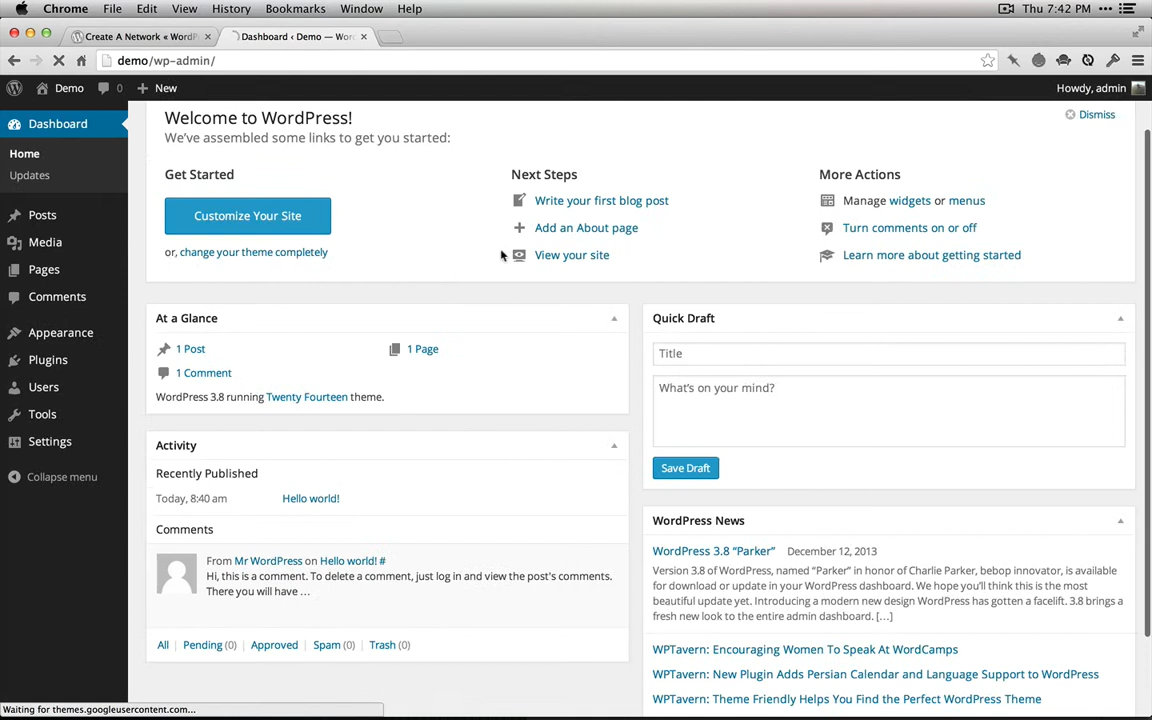 Chrome File Edit View History Bookmarks Window Help Thu 7:42 PM
Create A Network « WordP Dashboard ‹ Demo — Wor
demo/wp-admin/
Demo 0 New Howdy, admin
Dashboard
Home
Updates
Posts
Media
Pages
Comments
Appearance
Plugins
Users
Tools
Settings
Collapse menu
Welcome to WordPress! Dismiss
We've assembled some links to get you started:
Get Started
Customize Your Site
or, change your theme completely
Next Steps
Write your first blog post
Add an About page
View your site
More Actions
Manage widgets or menus
Turn comments on or off
Learn more about getting started
At a Glance
1 Post 1 Page
1 Comment
WordPress 3.8 running Twenty Fourteen theme.
Activity
Recently Published
Today, 8:40 am Hello world!
Comments
From Mr WordPress on Hello world! #
Hi, this is a comment. To delete a comment, just log in and view the post's comments.
There you will have …
All | Pending (0) | Approved | Spam (0) | Trash (0)
Quick Draft
Title
What's on your mind?
Save Draft
WordPress News
WordPress 3.8 “Parker” December 12, 2013
Version 3.8 of WordPress, named “Parker” in honor of Charlie Parker, bebop innovator, is available
for download or update in your WordPress dashboard. We hope you'll think this is the most
beautiful update yet. Introducing a modern new design WordPress has gotten a facelift. 3.8 brings a
fresh new look to the entire admin dashboard. […]
WPTavern: Encouraging Women To Speak At WordCamps
WPTavern: New Plugin Adds Persian Calendar and Language Support to WordPress
WPTavern: Theme Friendly Helps You Find the Perfect WordPress Theme
Waiting for themes.googleusercontent.com...